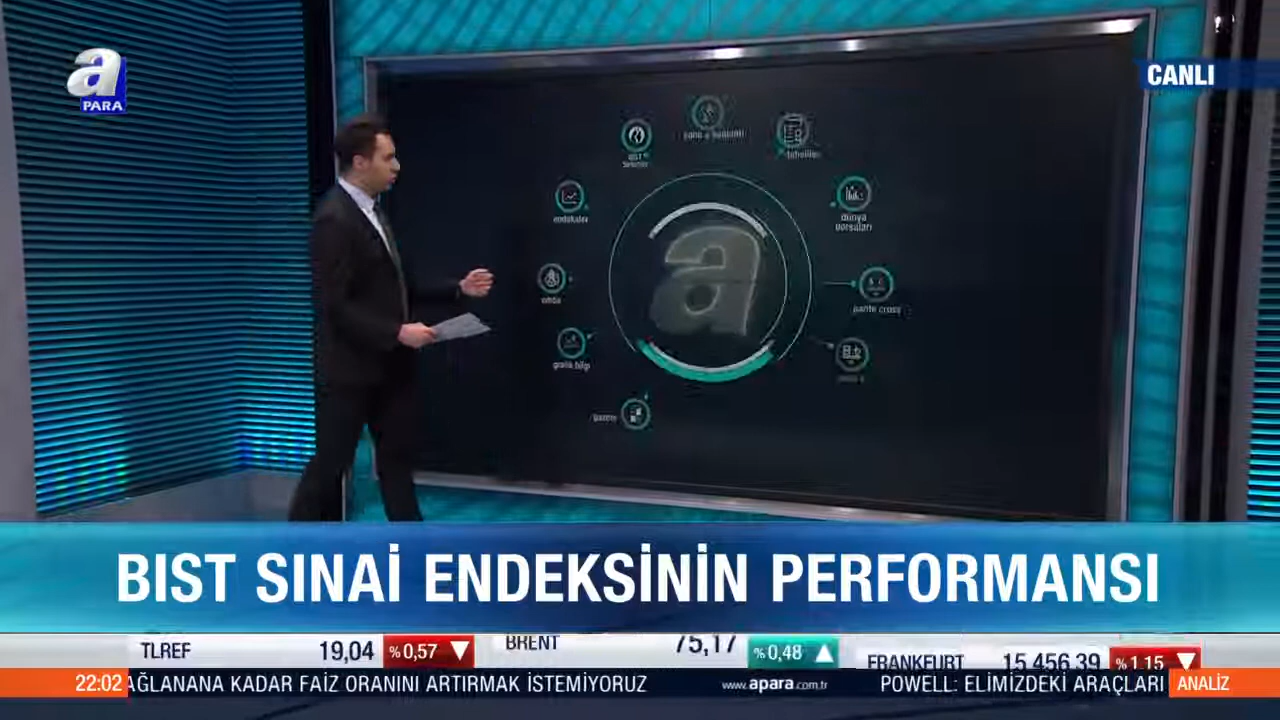 a
PARA
CANLI
endeksler
dünya
borsaları
parite cross
a
BIST SINAİ ENDEKSİNİN PERFORMANSI
TLREF 19,04 %0,57
BRENT 75,17 %0,48
FRANKFURT 15.456,39 %1,15
22:02 AĞLANANA KADAR FAİZ ORANINI ARTIRMAK İSTEMİYORUZ www.apara.com.tr POWELL: ELİMİZDEKİ ARAÇLARI ANALİZ